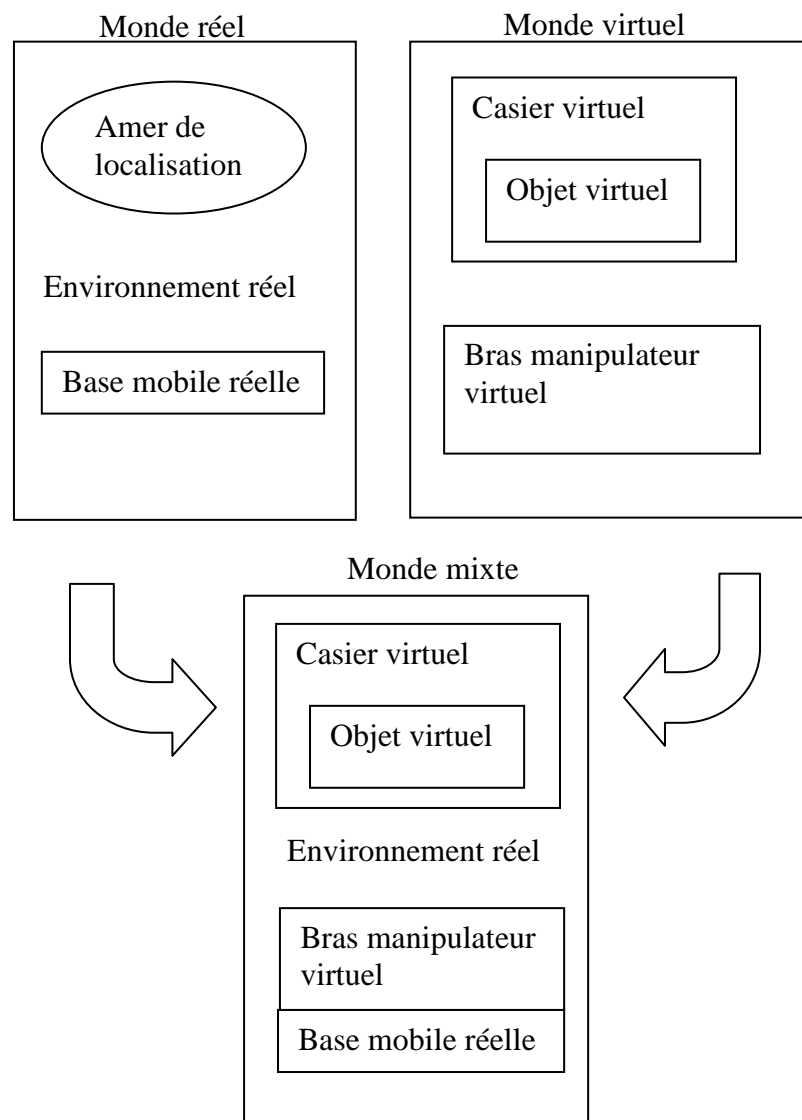 Monde réel
Amer de
localisation
Environnement réel
Base mobile réelle
Monde virtuel
Casier virtuel
Objet virtuel
Bras manipulateur
virtuel
Monde mixte
Casier virtuel
Objet virtuel
Environnement réel
Bras manipulateur
virtuel
Base mobile réelle